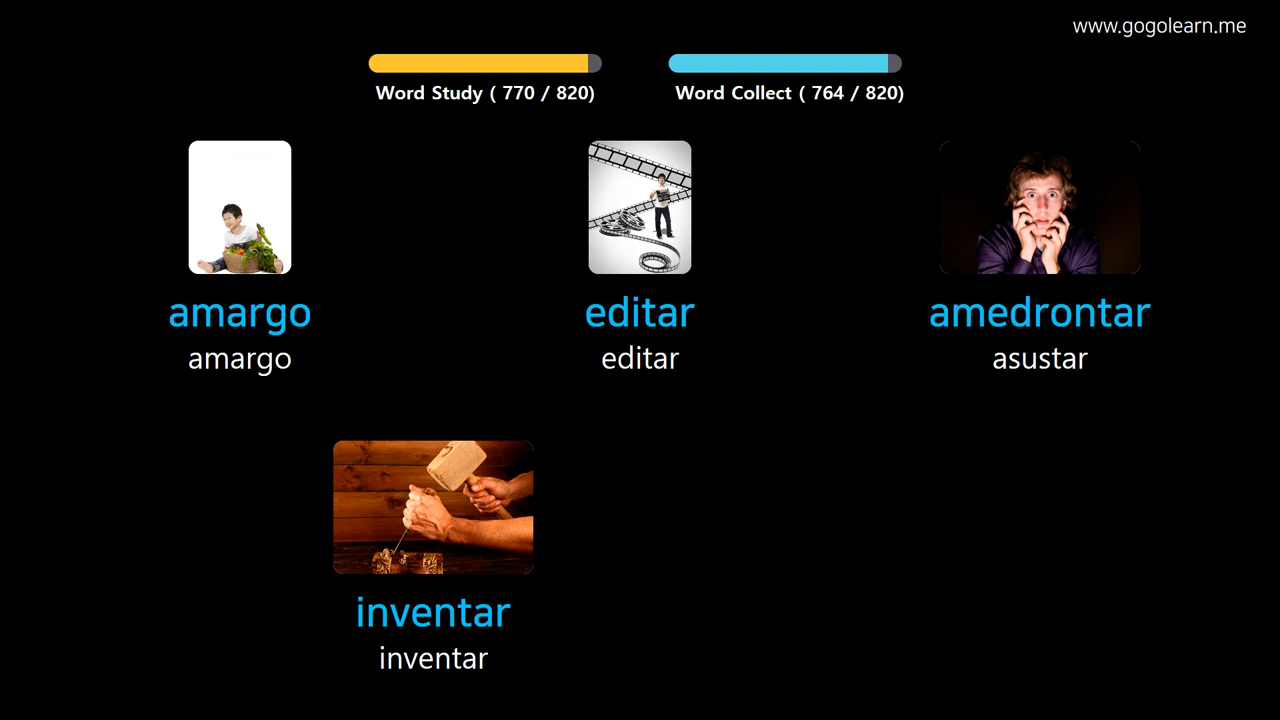 www.gogolearn.me
Word Study ( 770 / 820)
Word Collect ( 764 / 820)
amargo
amargo
editar
editar
amedrontar
asustar
inventar
inventar